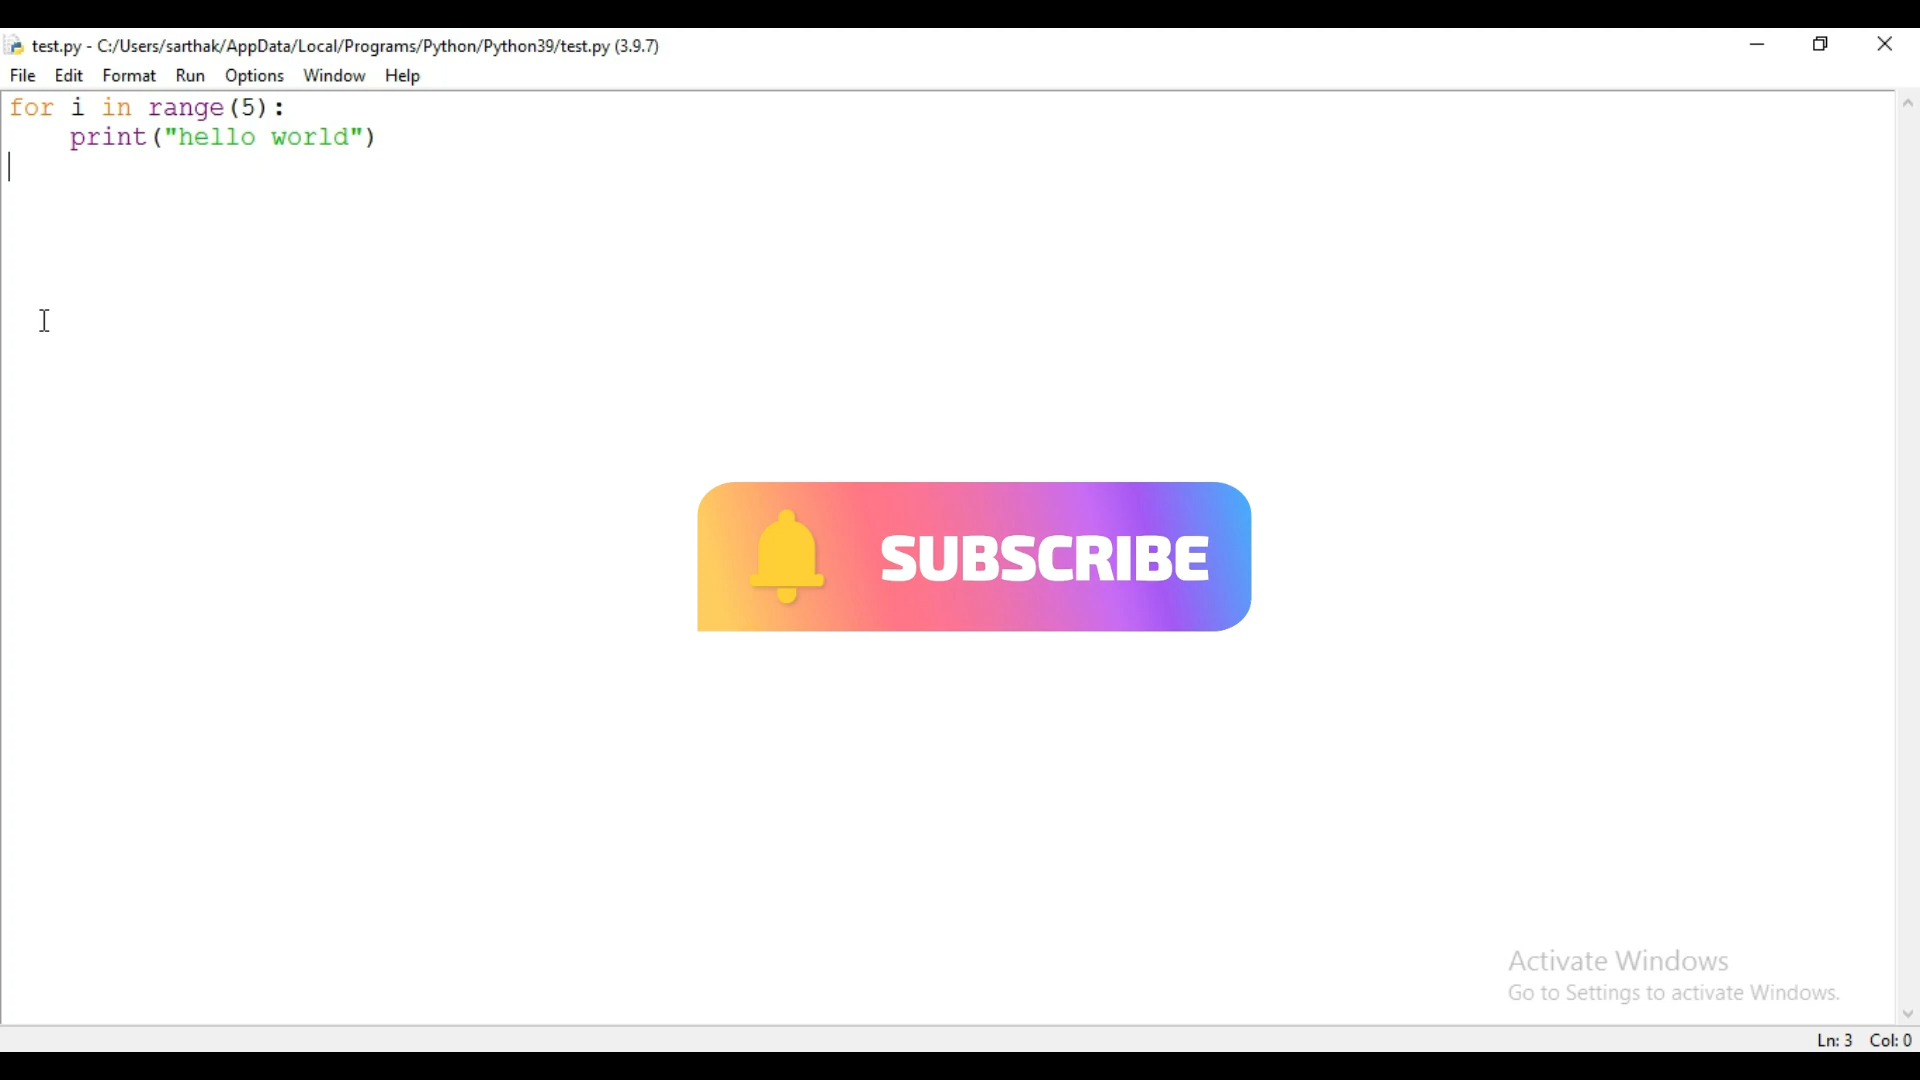 test.py - C:/Users/sarthak/AppData/Local/Programs/Python/Python39/test.py (3.9.7)
File Edit Format Run Options Window Help
for i in range(5):
    print("hello world")
SUBSCRIBE
Activate Windows
Go to Settings to activate Windows.
Ln: 3 Col: 0